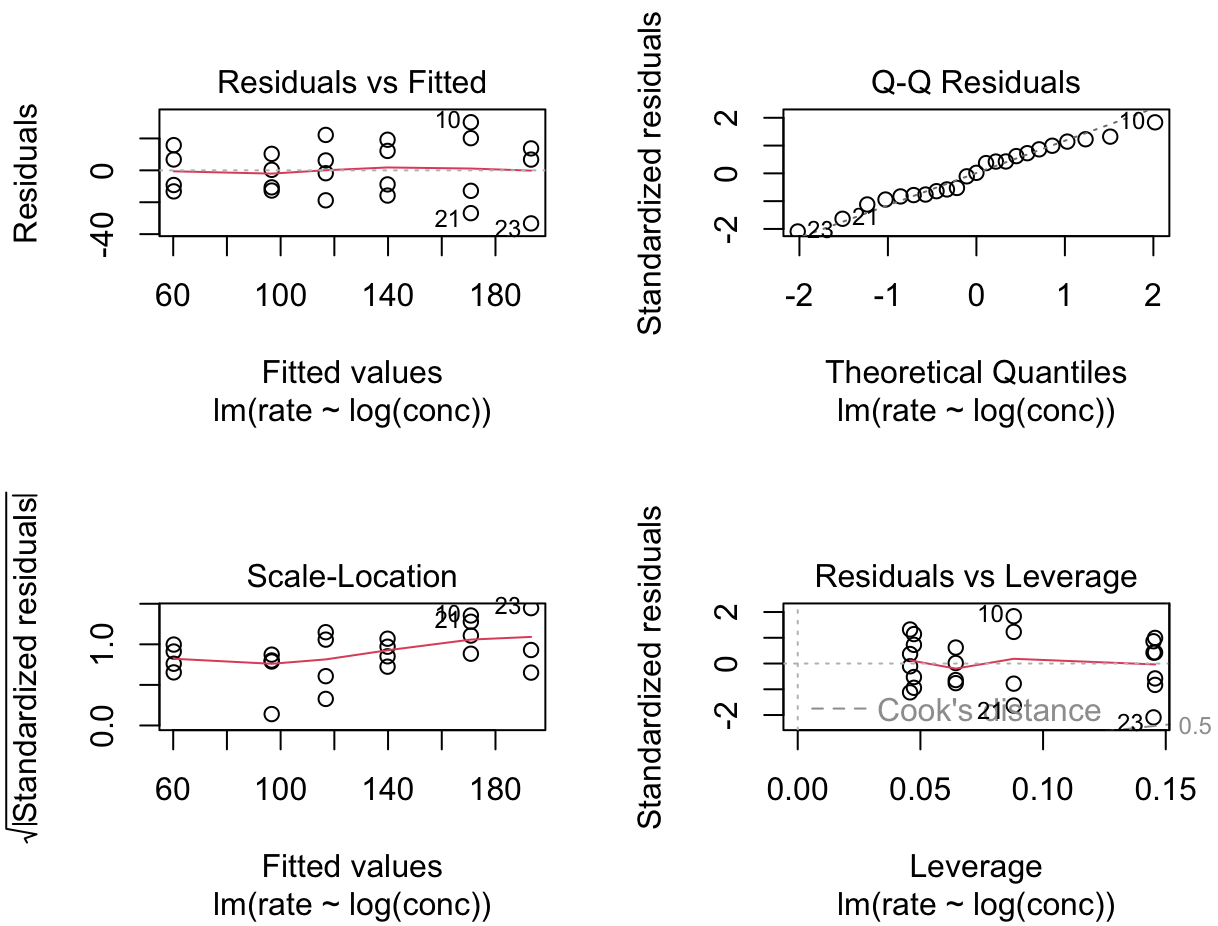 Residuals vs Fitted
Residuals
0
-40
10
21
23
60 100 140 180
Fitted values
lm(rate ~ log(conc))
Q-Q Residuals
Standardized residuals
2
0
-2
10
21
23
-2 -1 0 1 2
Theoretical Quantiles
lm(rate ~ log(conc))
Scale-Location
√|Standardized residuals|
1.0
0.0
10
21
23
60 100 140 180
Fitted values
lm(rate ~ log(conc))
Residuals vs Leverage
Standardized residuals
2
0
-2
10
21
23
Cook's distance
0.5
0.00 0.05 0.10 0.15
Leverage
lm(rate ~ log(conc))